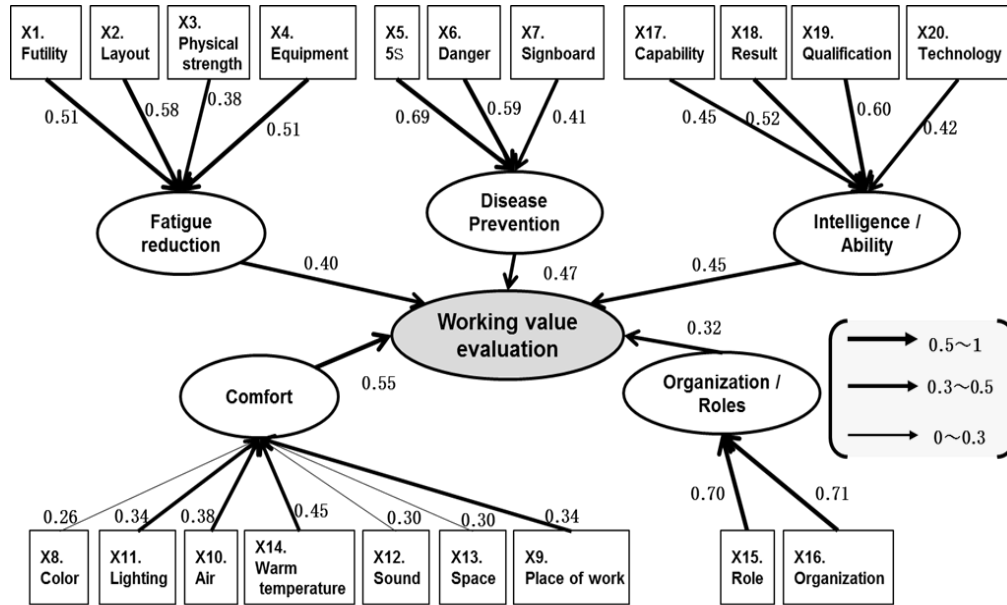 X1.
Futility
X2.
Layout
X3.
Physical
strength
X4.
Equipment
X5.
5S
X6.
Danger
X7.
Signboard
X17.
Capability
X18.
Result
X19.
Qualification
X20.
Technology
0.51
0.58
0.38
0.51
0.69
0.59
0.41
0.45
0.52
0.60
0.42
Fatigue
reduction
Disease
Prevention
Intelligence /
Ability
0.40
0.47
0.45
Working value
evaluation
0.32
0.55
Comfort
Organization /
Roles
0.5～1
0.3～0.5
0～0.3
0.26
0.34
0.38
0.45
0.30
0.30
0.34
0.70
0.71
X8.
Color
X11.
Lighting
X10.
Air
X14.
Warm
temperature
X12.
Sound
X13.
Space
X9.
Place of work
X15.
Role
X16.
Organization